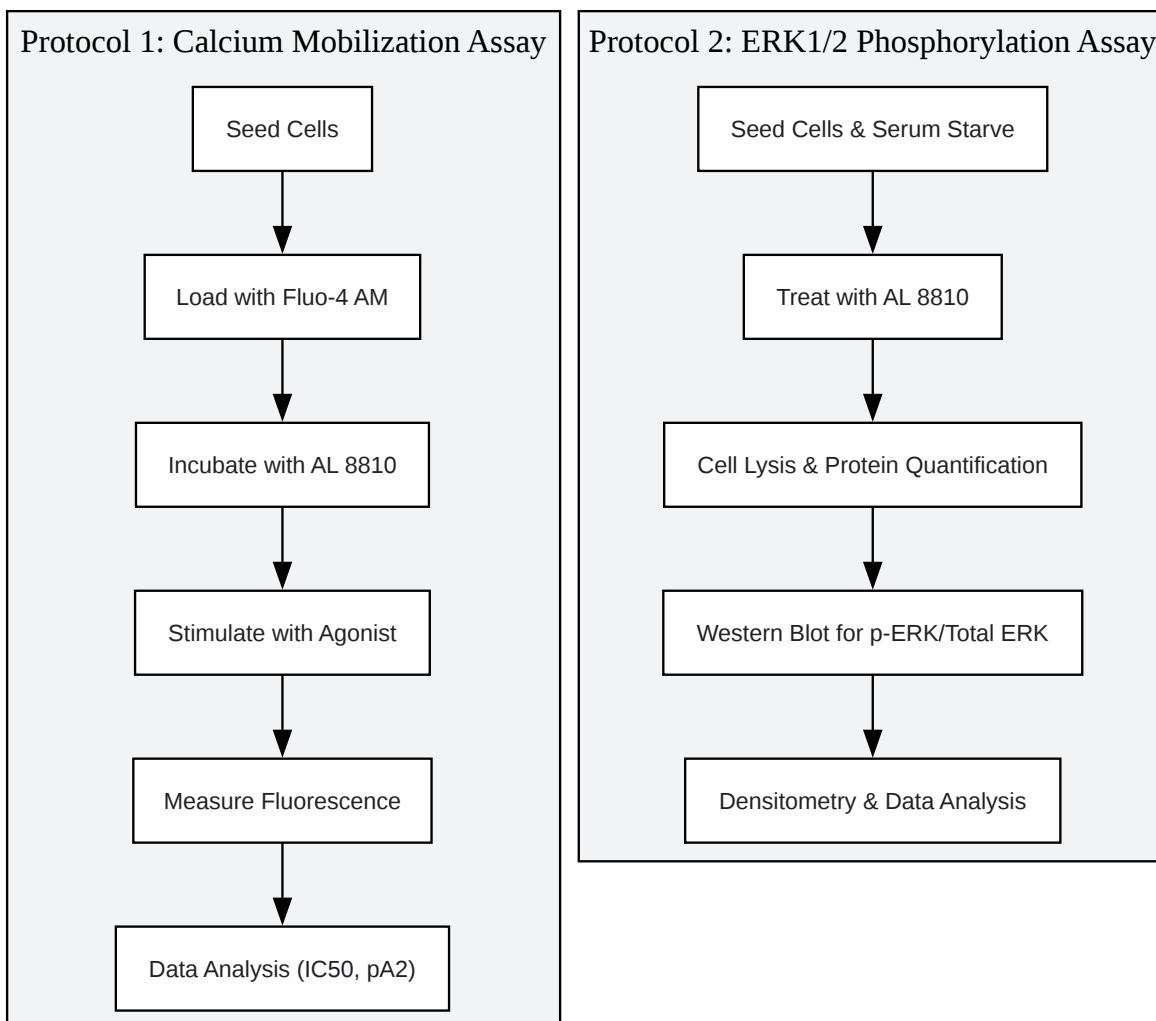 Protocol 1: Calcium Mobilization Assay
Seed Cells
Load with Fluo-4 AM
Incubate with AL 8810
Stimulate with Agonist
Measure Fluorescence
Data Analysis (IC50, pA2)
Protocol 2: ERK1/2 Phosphorylation Assay
Seed Cells & Serum Starve
Treat with AL 8810
Cell Lysis & Protein Quantification
Western Blot for p-ERK/Total ERK
Densitometry & Data Analysis